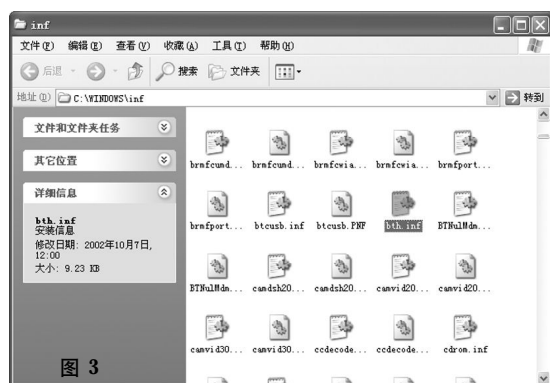 inf
文件(F) 编辑(E) 查看(V) 收藏(A) 工具(T) 帮助(H)
后退 搜索 文件夹
地址(D) C:\WINDOWS\inf 转到
文件和文件夹任务
其它位置
详细信息
bth.inf
安装信息
修改日期: 2002年10月7日,
12:00
大小: 9.23 KB
brmfcumd... brmfcumd... brmfcwia... brmfcwia... brmfport...
brmfport... btcusb.inf btcusb.PNF bth.inf BTNulMdm...
BTNulMdm... camdsh20... camdsh20... camvid20... camvid20...
camvid30... camvid30... ccdecode... ccdecode... cdrom.inf
图 3